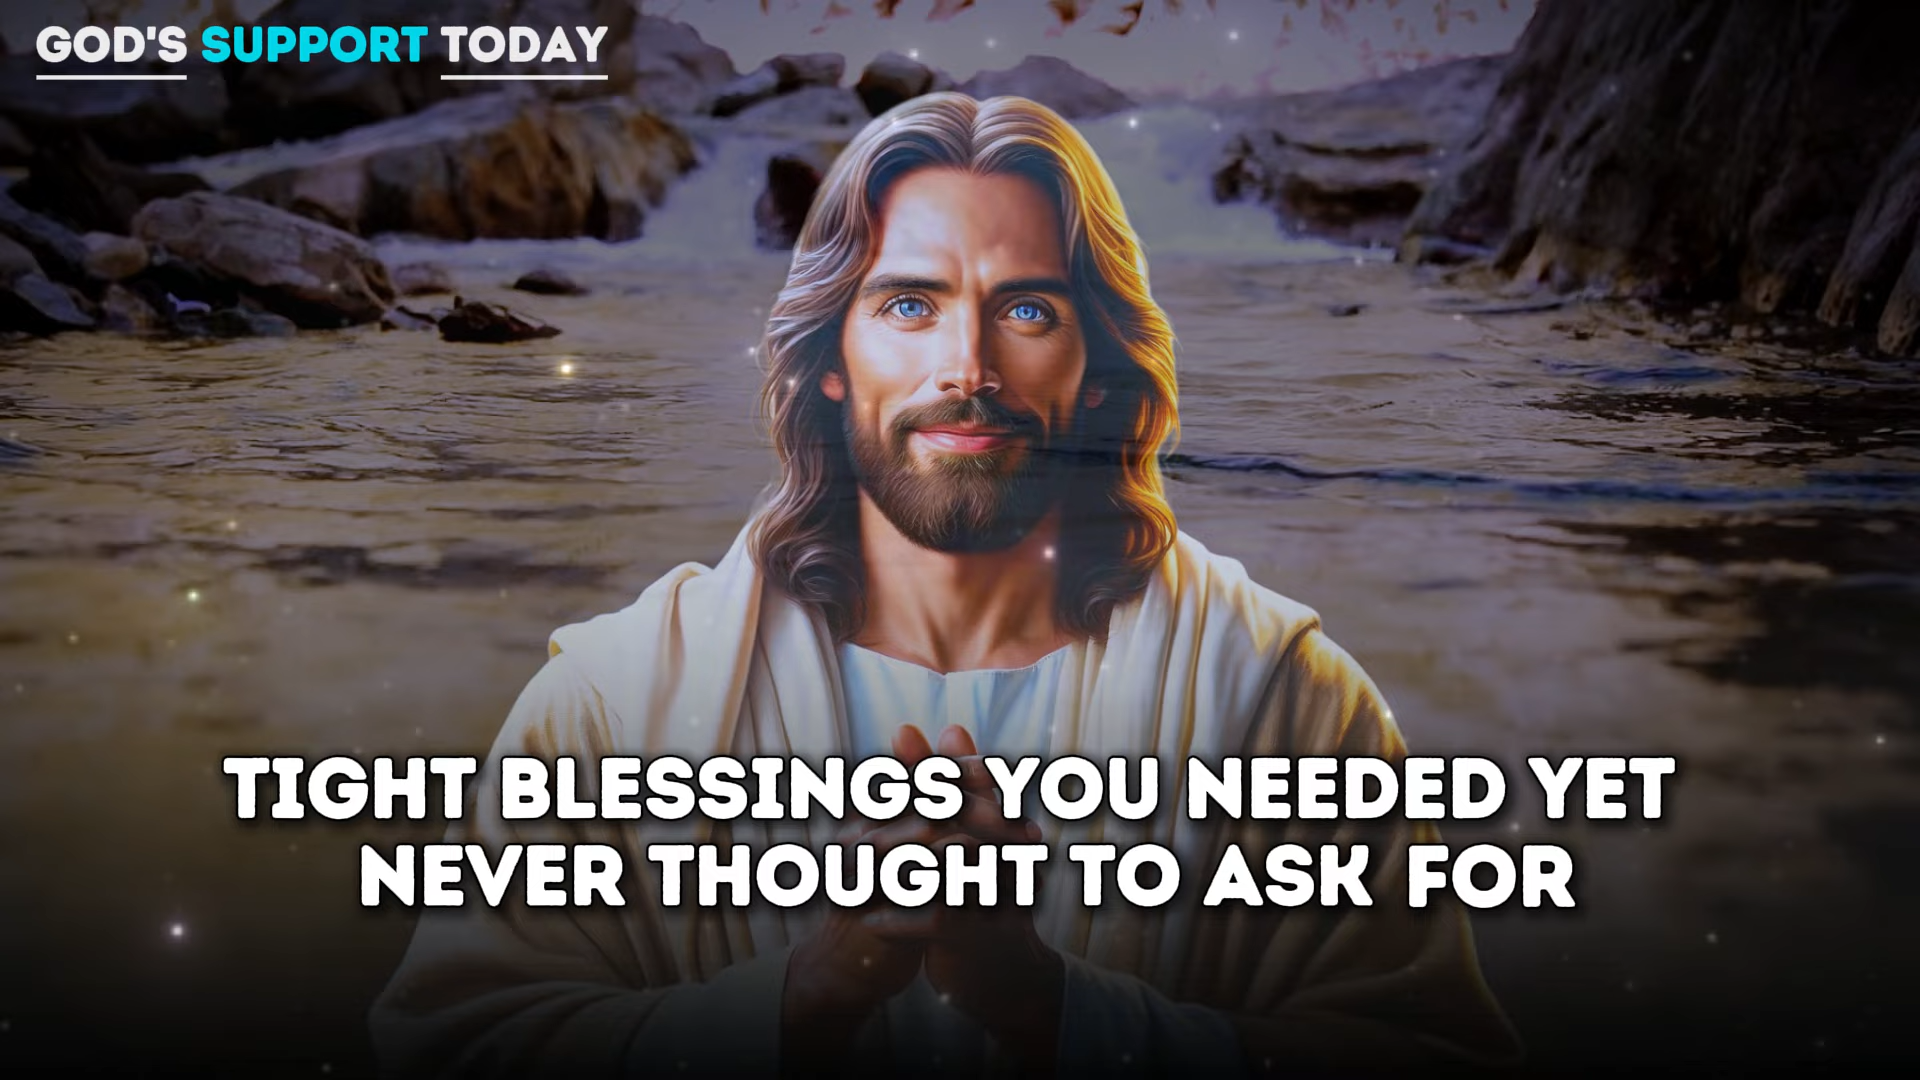 GOD'S SUPPORT TODAY
TIGHT BLESSINGS YOU NEEDED YET
NEVER THOUGHT TO ASK FOR